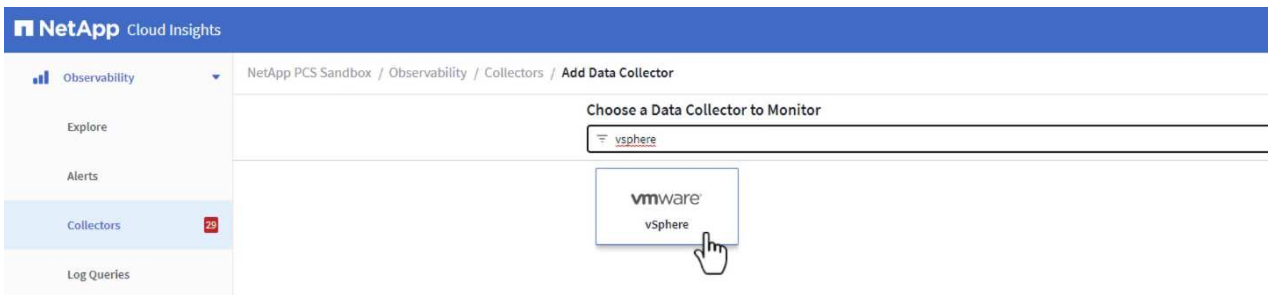 NetApp Cloud Insights
Observability
NetApp PCS Sandbox / Observability / Collectors / Add Data Collector
Choose a Data Collector to Monitor
Explore
vsphere
Alerts
vmware
vSphere
Collectors 29
Log Queries